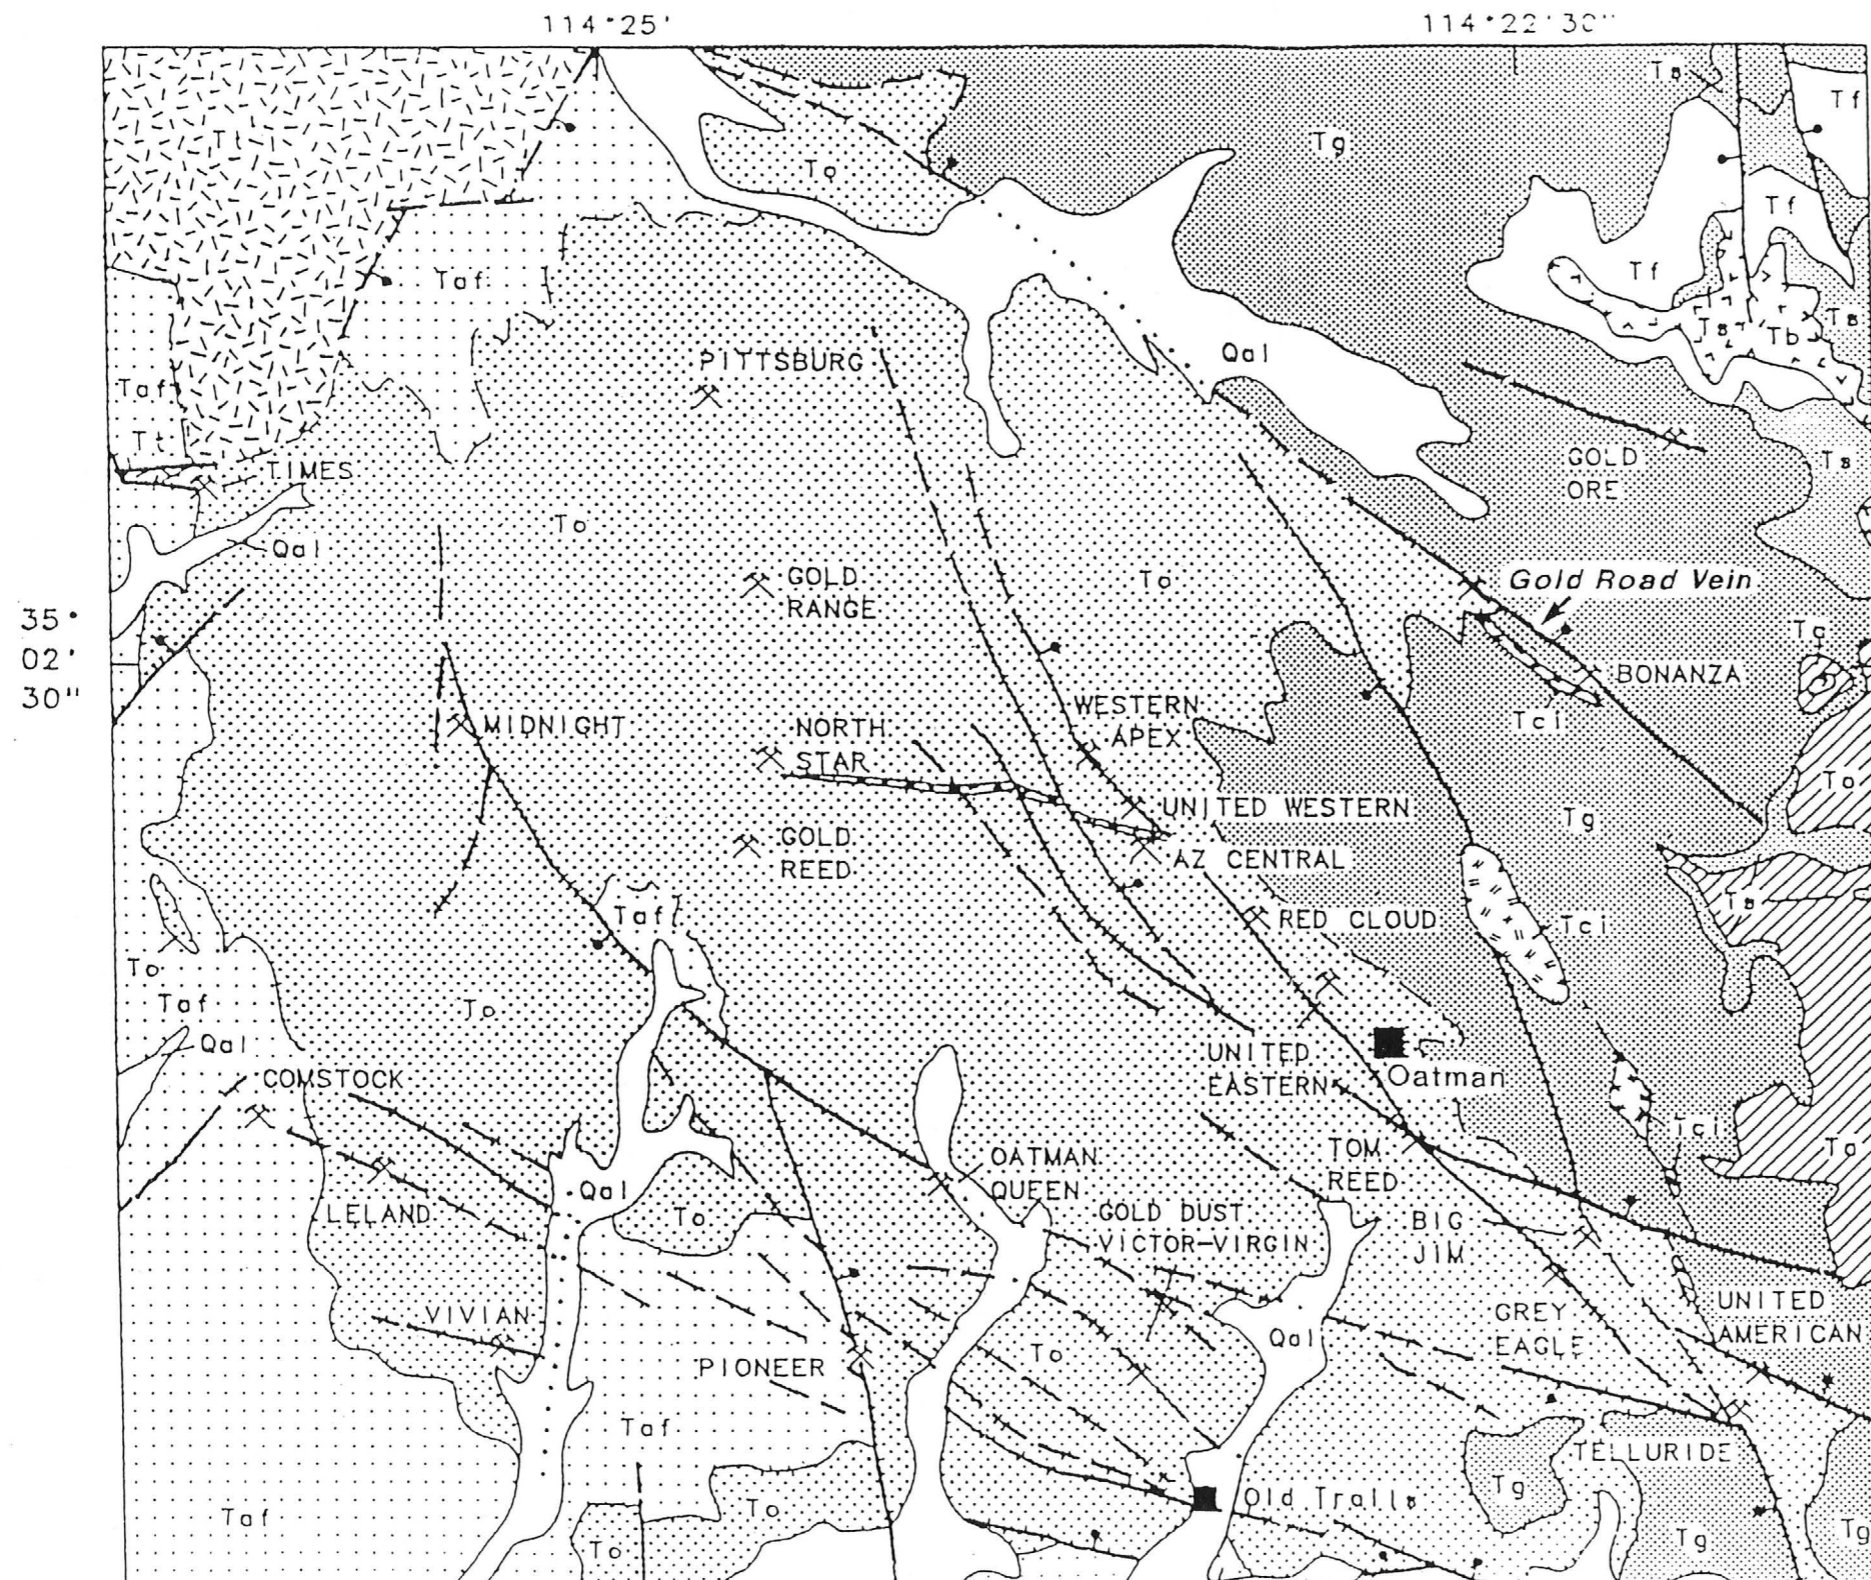 114°25'
114°22'30"
Ts
Tf
Tt
Tg
To
Tf
Taf
Tf
Qal
Ts
Tb
Ts
PITTSBURG
Taf
Tt
TIMES
GOLD
ORE
Ts
To
Qal
GOLD
RANGE
To
Gold Road Vein
35°
02'
30"
Tc
BONANZA
MIDNIGHT
NORTH
STAR
WESTERN
APEX
Tci
To
UNITED WESTERN
Tg
GOLD
REED
AZ CENTRAL
Taf
RED CLOUD
Tci
Ts
To
Taf
To
Qal
UNITED
EASTERN
Oatman
COMSTOCK
Tci
OATMAN
QUEEN
TOM
REED
To
Qal
LELAND
To
GOLD DUST
VICTOR-VIRGIN
BIG
JIM
VIVIAN
GREY
EAGLE
UNITED
AMERICAN
PIONEER
To
Qal
Taf
TELLURIDE
Taf
To
Old Trails
Tg
To
Tg
Tg